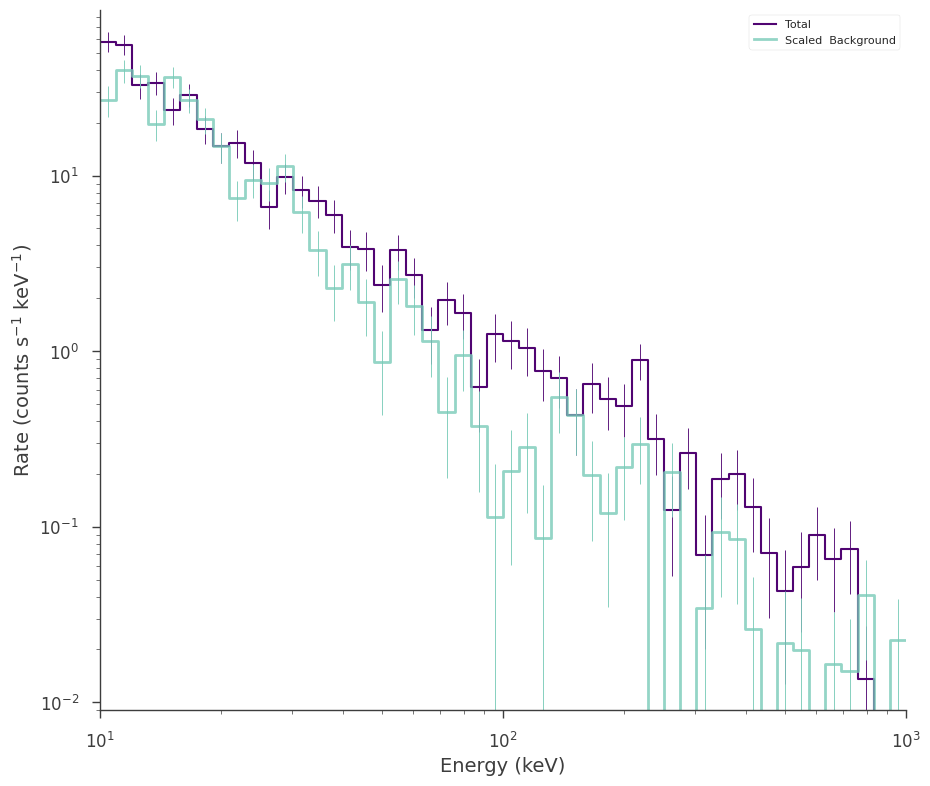 Total
Scaled  Background
Rate (counts s⁻¹ keV⁻¹)
10¹
10⁰
10⁻¹
10⁻²
10¹
10²
10³
Energy (keV)